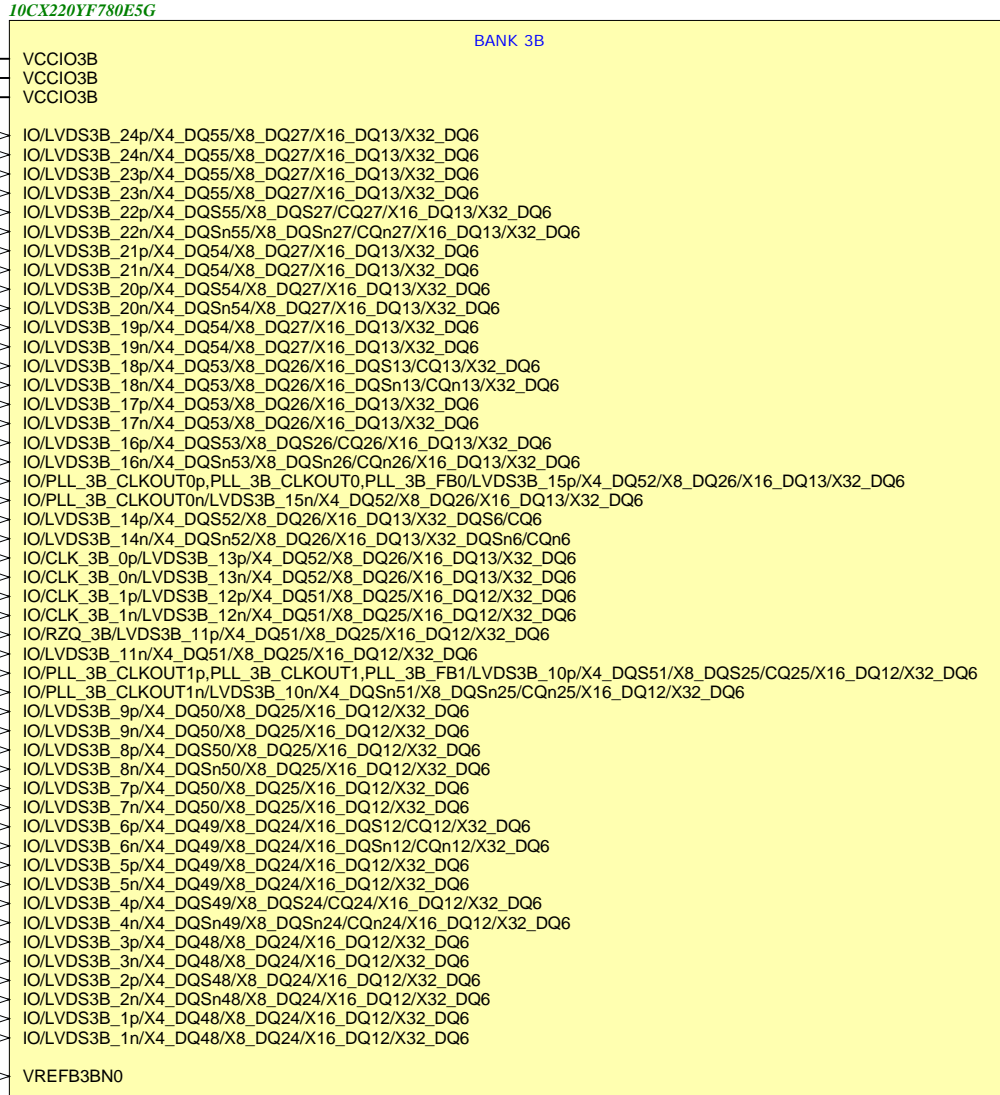 10CX220YF780E5G
BANK 3B
VCCIO3B
VCCIO3B
VCCIO3B
IO/LVDS3B_24p/X4_DQ55/X8_DQ27/X16_DQ13/X32_DQ6
IO/LVDS3B_24n/X4_DQ55/X8_DQ27/X16_DQ13/X32_DQ6
IO/LVDS3B_23p/X4_DQ55/X8_DQ27/X16_DQ13/X32_DQ6
IO/LVDS3B_23n/X4_DQ55/X8_DQ27/X16_DQ13/X32_DQ6
IO/LVDS3B_22p/X4_DQS55/X8_DQS27/CQ27/X16_DQ13/X32_DQ6
IO/LVDS3B_22n/X4_DQSn55/X8_DQSn27/CQn27/X16_DQ13/X32_DQ6
IO/LVDS3B_21p/X4_DQ54/X8_DQ27/X16_DQ13/X32_DQ6
IO/LVDS3B_21n/X4_DQ54/X8_DQ27/X16_DQ13/X32_DQ6
IO/LVDS3B_20p/X4_DQS54/X8_DQ27/X16_DQ13/X32_DQ6
IO/LVDS3B_20n/X4_DQSn54/X8_DQ27/X16_DQ13/X32_DQ6
IO/LVDS3B_19p/X4_DQ54/X8_DQ27/X16_DQ13/X32_DQ6
IO/LVDS3B_19n/X4_DQ54/X8_DQ27/X16_DQ13/X32_DQ6
IO/LVDS3B_18p/X4_DQ53/X8_DQ26/X16_DQS13/CQ13/X32_DQ6
IO/LVDS3B_18n/X4_DQ53/X8_DQ26/X16_DQSn13/CQn13/X32_DQ6
IO/LVDS3B_17p/X4_DQ53/X8_DQ26/X16_DQ13/X32_DQ6
IO/LVDS3B_17n/X4_DQ53/X8_DQ26/X16_DQ13/X32_DQ6
IO/LVDS3B_16p/X4_DQS53/X8_DQS26/CQ26/X16_DQ13/X32_DQ6
IO/LVDS3B_16n/X4_DQSn53/X8_DQSn26/CQn26/X16_DQ13/X32_DQ6
IO/PLL_3B_CLKOUT0p,PLL_3B_CLKOUT0,PLL_3B_FB0/LVDS3B_15p/X4_DQ52/X8_DQ26/X16_DQ13/X32_DQ6
IO/PLL_3B_CLKOUT0n/LVDS3B_15n/X4_DQ52/X8_DQ26/X16_DQ13/X32_DQ6
IO/LVDS3B_14p/X4_DQS52/X8_DQ26/X16_DQ13/X32_DQS6/CQ6
IO/LVDS3B_14n/X4_DQSn52/X8_DQ26/X16_DQ13/X32_DQSn6/CQn6
IO/CLK_3B_0p/LVDS3B_13p/X4_DQ52/X8_DQ26/X16_DQ13/X32_DQ6
IO/CLK_3B_0n/LVDS3B_13n/X4_DQ52/X8_DQ26/X16_DQ13/X32_DQ6
IO/CLK_3B_1p/LVDS3B_12p/X4_DQ51/X8_DQ25/X16_DQ12/X32_DQ6
IO/CLK_3B_1n/LVDS3B_12n/X4_DQ51/X8_DQ25/X16_DQ12/X32_DQ6
IO/RZQ_3B/LVDS3B_11p/X4_DQ51/X8_DQ25/X16_DQ12/X32_DQ6
IO/LVDS3B_11n/X4_DQ51/X8_DQ25/X16_DQ12/X32_DQ6
IO/PLL_3B_CLKOUT1p,PLL_3B_CLKOUT1,PLL_3B_FB1/LVDS3B_10p/X4_DQS51/X8_DQS25/CQ25/X16_DQ12/X32_DQ6
IO/PLL_3B_CLKOUT1n/LVDS3B_10n/X4_DQSn51/X8_DQSn25/CQn25/X16_DQ12/X32_DQ6
IO/LVDS3B_9p/X4_DQ50/X8_DQ25/X16_DQ12/X32_DQ6
IO/LVDS3B_9n/X4_DQ50/X8_DQ25/X16_DQ12/X32_DQ6
IO/LVDS3B_8p/X4_DQS50/X8_DQ25/X16_DQ12/X32_DQ6
IO/LVDS3B_8n/X4_DQSn50/X8_DQ25/X16_DQ12/X32_DQ6
IO/LVDS3B_7p/X4_DQ50/X8_DQ25/X16_DQ12/X32_DQ6
IO/LVDS3B_7n/X4_DQ50/X8_DQ25/X16_DQ12/X32_DQ6
IO/LVDS3B_6p/X4_DQ49/X8_DQ24/X16_DQS12/CQ12/X32_DQ6
IO/LVDS3B_6n/X4_DQ49/X8_DQ24/X16_DQSn12/CQn12/X32_DQ6
IO/LVDS3B_5p/X4_DQ49/X8_DQ24/X16_DQ12/X32_DQ6
IO/LVDS3B_5n/X4_DQ49/X8_DQ24/X16_DQ12/X32_DQ6
IO/LVDS3B_4p/X4_DQS49/X8_DQS24/CQ24/X16_DQ12/X32_DQ6
IO/LVDS3B_4n/X4_DQSn49/X8_DQSn24/CQn24/X16_DQ12/X32_DQ6
IO/LVDS3B_3p/X4_DQ48/X8_DQ24/X16_DQ12/X32_DQ6
IO/LVDS3B_3n/X4_DQ48/X8_DQ24/X16_DQ12/X32_DQ6
IO/LVDS3B_2p/X4_DQS48/X8_DQ24/X16_DQ12/X32_DQ6
IO/LVDS3B_2n/X4_DQSn48/X8_DQ24/X16_DQ12/X32_DQ6
IO/LVDS3B_1p/X4_DQ48/X8_DQ24/X16_DQ12/X32_DQ6
IO/LVDS3B_1n/X4_DQ48/X8_DQ24/X16_DQ12/X32_DQ6
VREFB3BN0